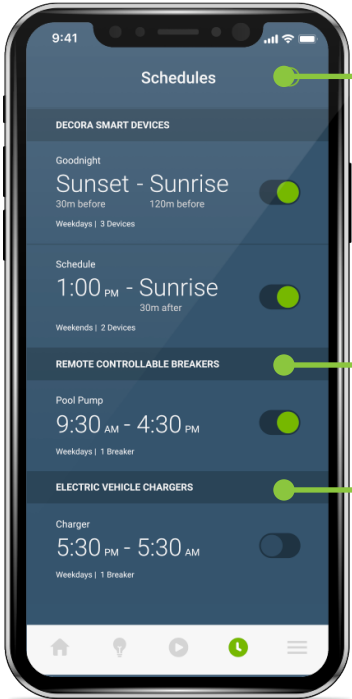 9:41
Schedules
DECORA SMART DEVICES
Goodnight
Sunset - Sunrise
30m before 120m before
Weekdays | 3 Devices
Schedule
1:00 PM - Sunrise
30m after
Weekends | 2 Devices
REMOTE CONTROLLABLE BREAKERS
Pool Pump
9:30 AM - 4:30 PM
Weekdays | 1 Breaker
ELECTRIC VEHICLE CHARGERS
Charger
5:30 PM - 5:30 AM
Weekdays | 1 Breaker